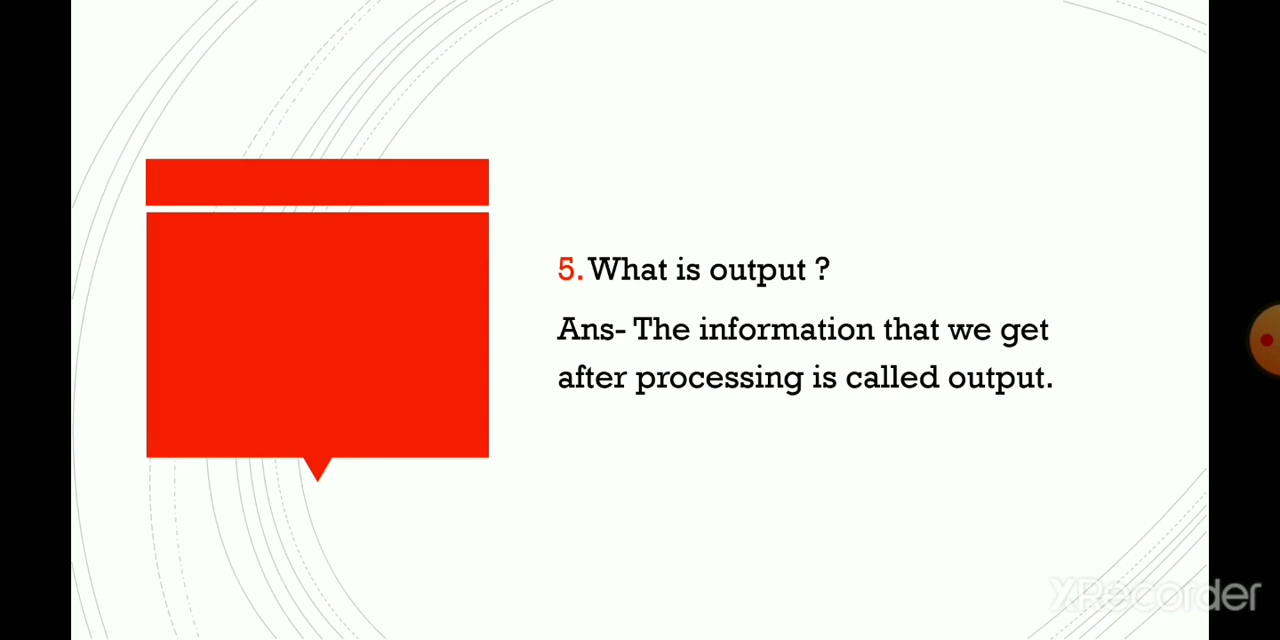 5. What is output ?
Ans- The information that we get
after processing is called output.
XRecorder